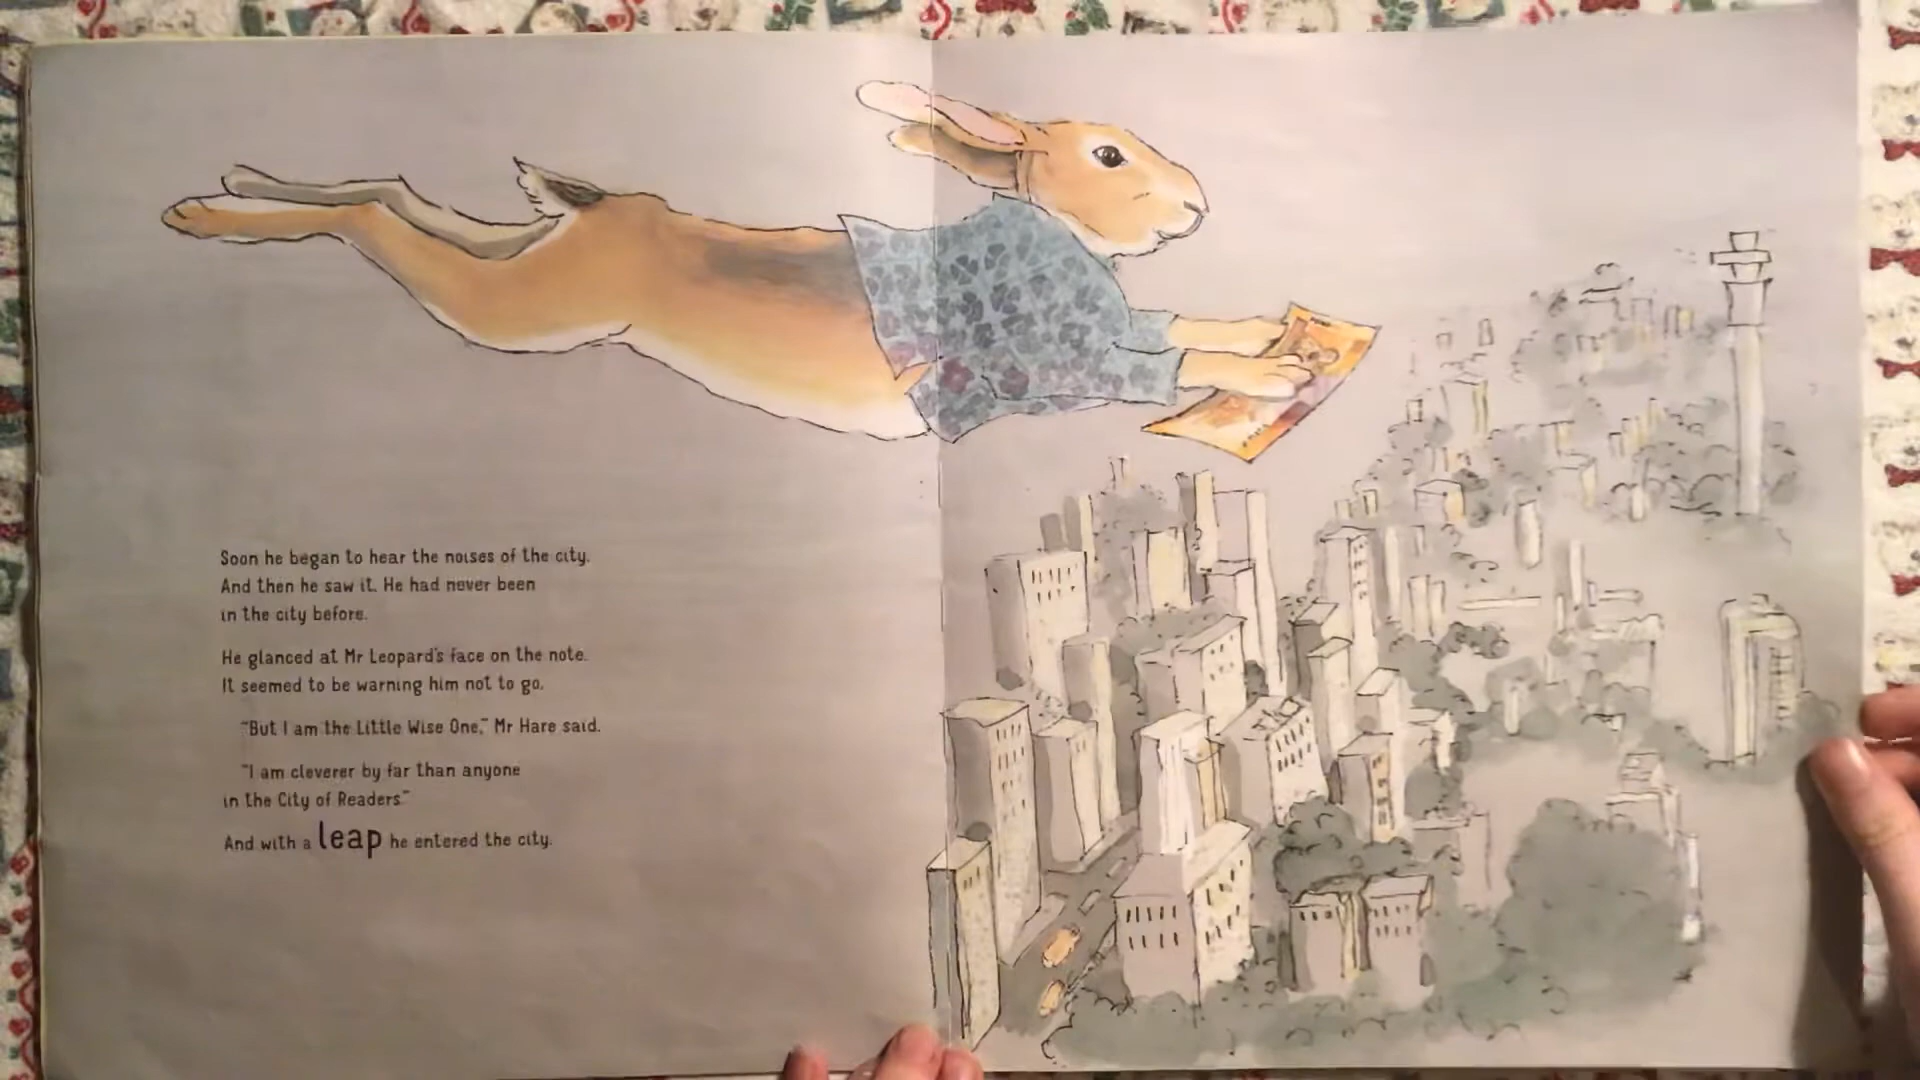 Soon he began to hear the noises of the city.
And then he saw it. He had never been
in the city before.
He glanced at Mr Leopard's face on the note.
It seemed to be warning him not to go.
"But I am the Little Wise One," Mr Hare said.
"I am cleverer by far than anyone
in the City of Readers."
And with a leap he entered the city.